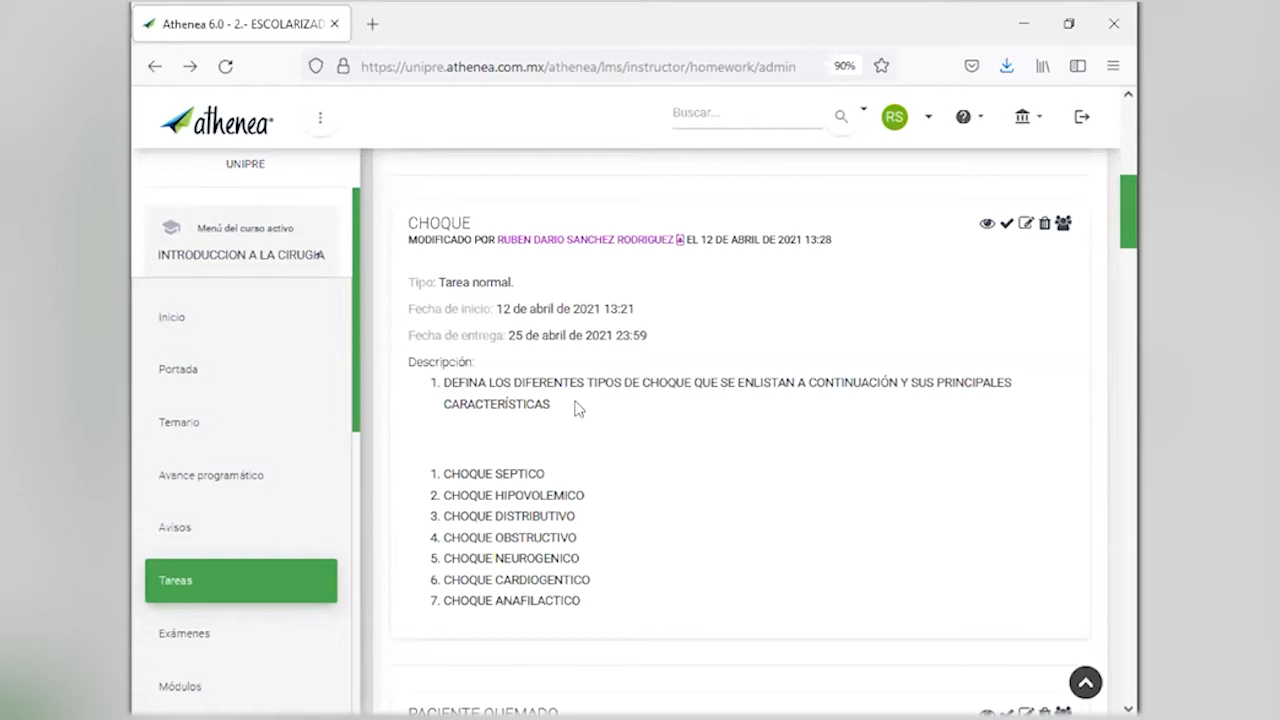 Athenea 6.0 - 2.- ESCOLARIZAD
https://unipre.athenea.com.mx/athenea/lms/instructor/homework/admin
90%
athenea
Buscar...
RS
UNIPRE
Menú del curso activo
INTRODUCCION A LA CIRUGIA
Inicio
Portada
Temario
Avance programático
Avisos
Tareas
Exámenes
Módulos
CHOQUE
MODIFICADO POR RUBEN DARIO SANCHEZ RODRIGUEZ EL 12 DE ABRIL DE 2021 13:28
Tipo: Tarea normal.
Fecha de inicio: 12 de abril de 2021 13:21
Fecha de entrega: 25 de abril de 2021 23:59
Descripción:
1. DEFINA LOS DIFERENTES TIPOS DE CHOQUE QUE SE ENLISTAN A CONTINUACIÓN Y SUS PRINCIPALES
CARACTERÍSTICAS
1. CHOQUE SEPTICO
2. CHOQUE HIPOVOLEMICO
3. CHOQUE DISTRIBUTIVO
4. CHOQUE OBSTRUCTIVO
5. CHOQUE NEUROGENICO
6. CHOQUE CARDIOGENTICO
7. CHOQUE ANAFILACTICO
PACIENTE QUEMADO